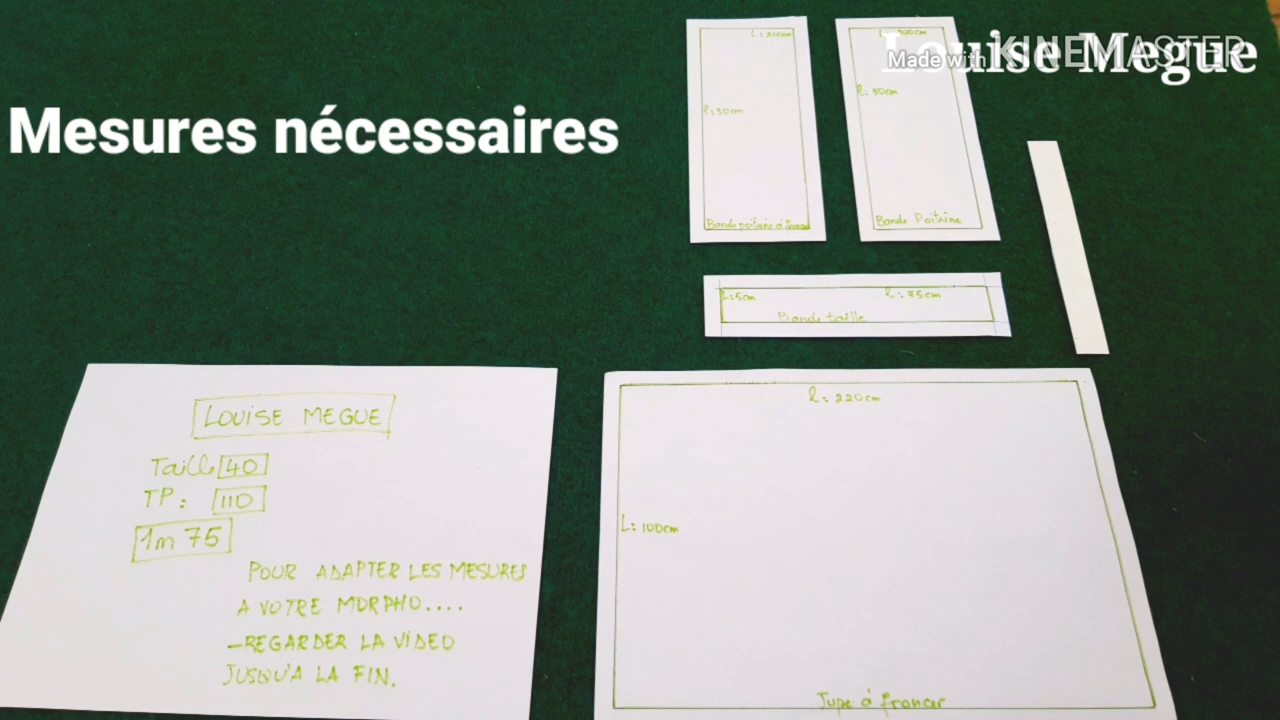 Louise Megue
Made with KINEMASTER
Mesures nécessaires
L: 200cm
l: 30cm
Bande poitrine à froncer
l: 30cm
Bande Poitrine
L: 5cm
l: 75cm
Bande taille
LOUISE MEGUE
Taille 40
TP: 110
1m 75
POUR ADAPTER LES MESURES
A VOTRE MORPHO....
-REGARDER LA VIDEO
JUSQU'A LA FIN.
l: 220cm
L: 100cm
Jupe à froncer